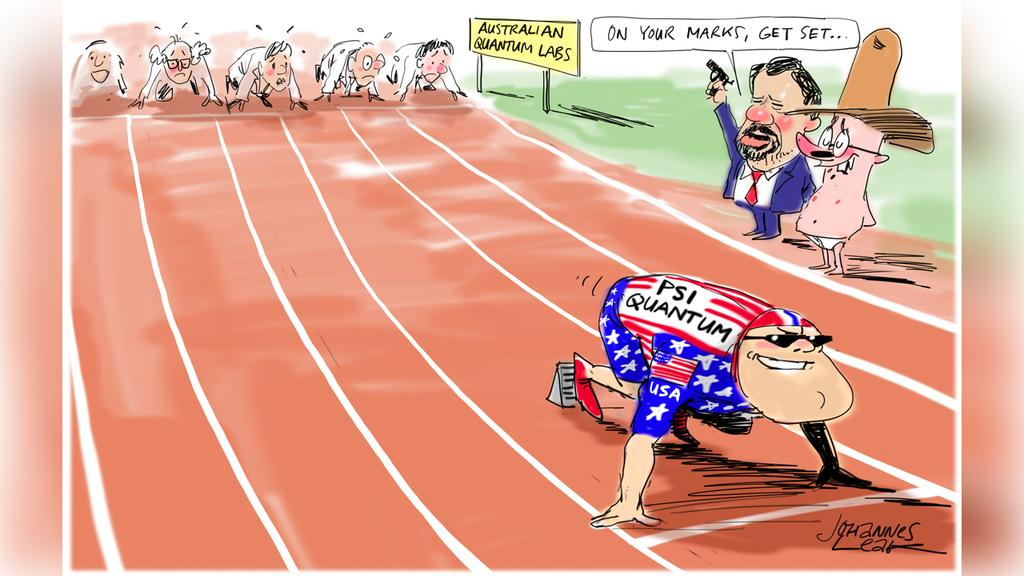 AUSTRALIAN
QUANTUM LABS
ON YOUR MARKS, GET SET...
PSI
QUANTUM
USA
JOHANNES
LEAK